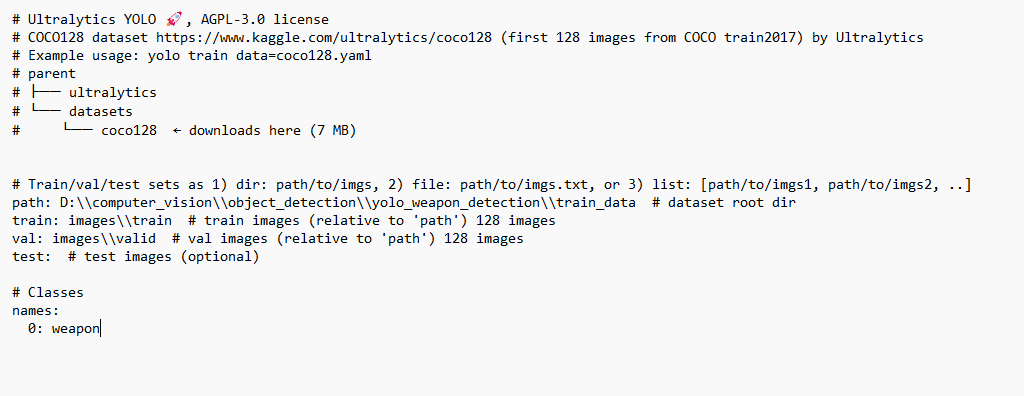 # Ultralytics YOLO 🚀, AGPL-3.0 license
# COCO128 dataset https://www.kaggle.com/ultralytics/coco128 (first 128 images from COCO train2017) by Ultralytics
# Example usage: yolo train data=coco128.yaml
# parent
# ├── ultralytics
# └── datasets
#     └── coco128  ← downloads here (7 MB)
# Train/val/test sets as 1) dir: path/to/imgs, 2) file: path/to/imgs.txt, or 3) list: [path/to/imgs1, path/to/imgs2, ..]
path: D:\\computer_vision\\object_detection\\yolo_weapon_detection\\train_data  # dataset root dir
train: images\\train  # train images (relative to 'path') 128 images
val: images\\valid  # val images (relative to 'path') 128 images
test:  # test images (optional)
# Classes
names:
  0: weapon